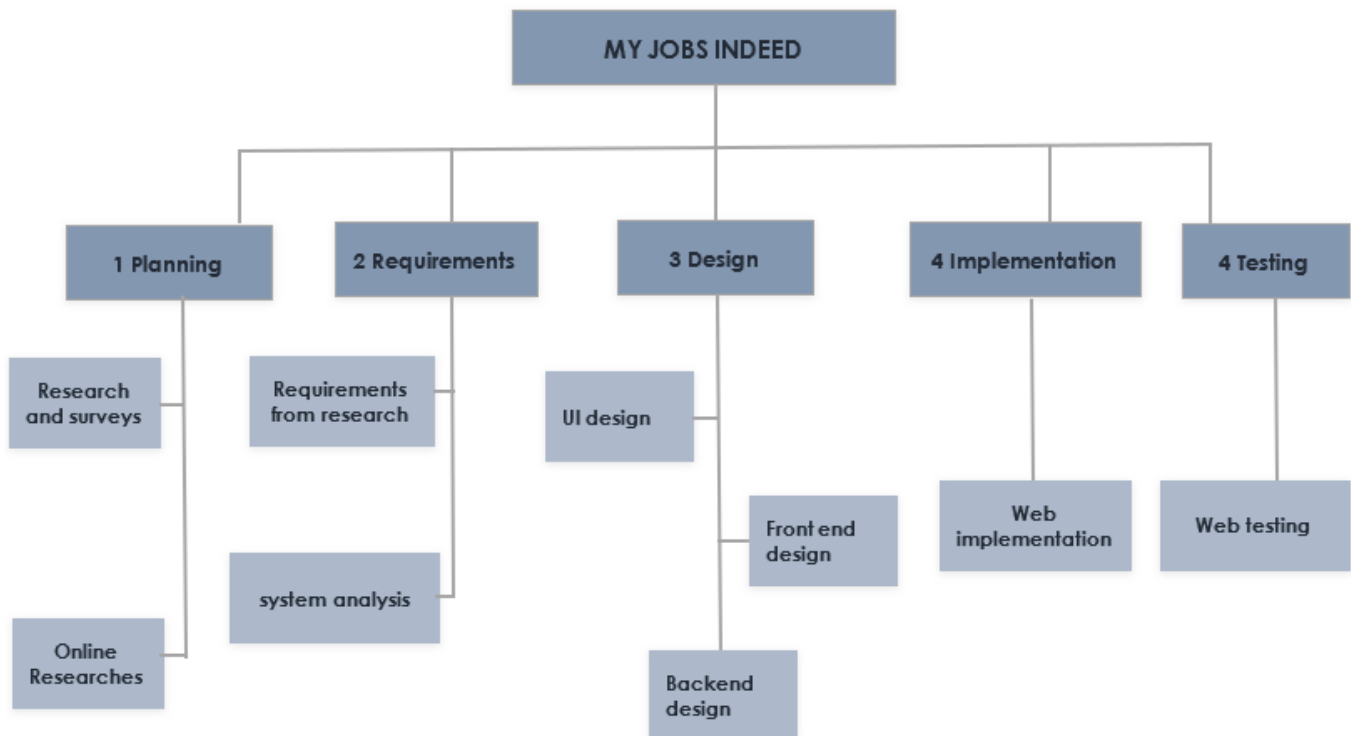 MY JOBS INDEED
1 Planning
2 Requirements
3 Design
4 Implementation
4 Testing
Research
and surveys
Online
Researches
Requirements
from research
system analysis
UI design
Front end
design
Backend
design
Web
implementation
Web testing